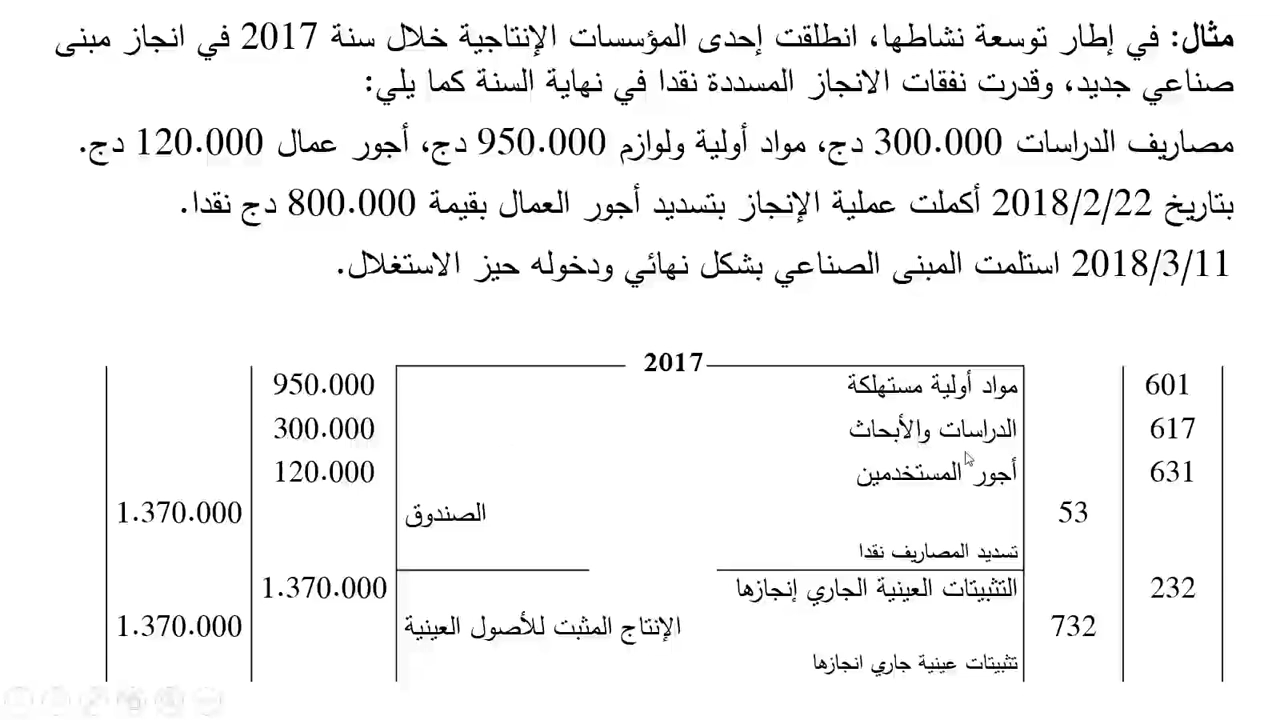 مثال: في إطار توسعة نشاطها، انطلقت إحدى المؤسسات الإنتاجية خلال سنة 2017 في انجاز مبنى
صناعي جديد، وقدرت نفقات الانجاز المسددة نقدا في نهاية السنة كما يلي:
مصاريف الدراسات 300.000 دج، مواد أولية ولوازم 950.000 دج، أجور عمال 120.000 دج.
بتاريخ 2018/2/22 أكملت عملية الإنجاز بتسديد أجور العمال بقيمة 800.000 دج نقدا.
2018/3/11 استلمت المبنى الصناعي بشكل نهائي ودخوله حيز الاستغلال.
2017
601 مواد أولية مستهلكة 950.000
617 الدراسات والأبحاث 300.000
631 أجور المستخدمين 120.000
53 الصندوق 1.370.000
تسديد المصاريف نقدا
232 التثبيتات العينية الجاري إنجازها 1.370.000
732 الإنتاج المثبت للأصول العينية 1.370.000
تثبيتات عينية جاري انجازها